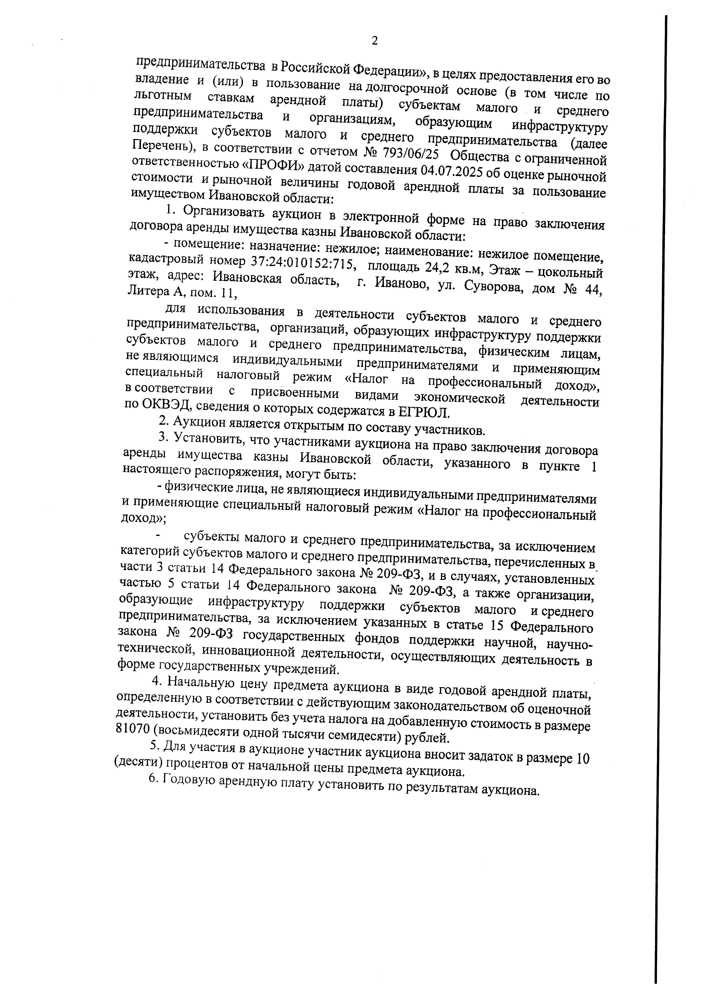 2
предпринимательства в Российской Федерации», в целях предоставления его во
владение и (или) в пользование на долгосрочной основе (в том числе по
льготным ставкам арендной платы) субъектам малого и среднего
предпринимательства и организациям, образующим инфраструктуру
поддержки субъектов малого и среднего предпринимательства (далее
Перечень), в соответствии с отчетом № 793/06/25 Общества с ограниченной
ответственностью «ПРОФИ» датой составления 04.07.2025 об оценке рыночной
стоимости и рыночной величины годовой арендной платы за пользование
имуществом Ивановской области:
1. Организовать аукцион в электронной форме на право заключения
договора аренды имущества казны Ивановской области:
- помещение: назначение: нежилое; наименование: нежилое помещение,
кадастровый номер 37:24:010152:715, площадь 24,2 кв.м, Этаж – цокольный
этаж, адрес: Ивановская область, г. Иваново, ул. Суворова, дом № 44,
Литера А, пом. 11,
для использования в деятельности субъектов малого и среднего
предпринимательства, организаций, образующих инфраструктуру поддержки
субъектов малого и среднего предпринимательства, физическим лицам,
не являющимся индивидуальными предпринимателями и применяющим
специальный налоговый режим «Налог на профессиональный доход»,
в соответствии с присвоенными видами экономической деятельности
по ОКВЭД, сведения о которых содержатся в ЕГРЮЛ.
2. Аукцион является открытым по составу участников.
3. Установить, что участниками аукциона на право заключения договора
аренды имущества казны Ивановской области, указанного в пункте 1
настоящего распоряжения, могут быть:
- физические лица, не являющиеся индивидуальными предпринимателями
и применяющие специальный налоговый режим «Налог на профессиональный
доход»;
- субъекты малого и среднего предпринимательства, за исключением
категорий субъектов малого и среднего предпринимательства, перечисленных в
части 3 статьи 14 Федерального закона № 209-ФЗ, и в случаях, установленных
частью 5 статьи 14 Федерального закона № 209-ФЗ, а также организации,
образующие инфраструктуру поддержки субъектов малого и среднего
предпринимательства, за исключением указанных в статье 15 Федерального
закона № 209-ФЗ государственных фондов поддержки научной, научно-
технической, инновационной деятельности, осуществляющих деятельность в
форме государственных учреждений.
4. Начальную цену предмета аукциона в виде годовой арендной платы,
определенную в соответствии с действующим законодательством об оценочной
деятельности, установить без учета налога на добавленную стоимость в размере
81070 (восьмидесяти одной тысячи семидесяти) рублей.
5. Для участия в аукционе участник аукциона вносит задаток в размере 10
(десяти) процентов от начальной цены предмета аукциона.
6. Годовую арендную плату установить по результатам аукциона.